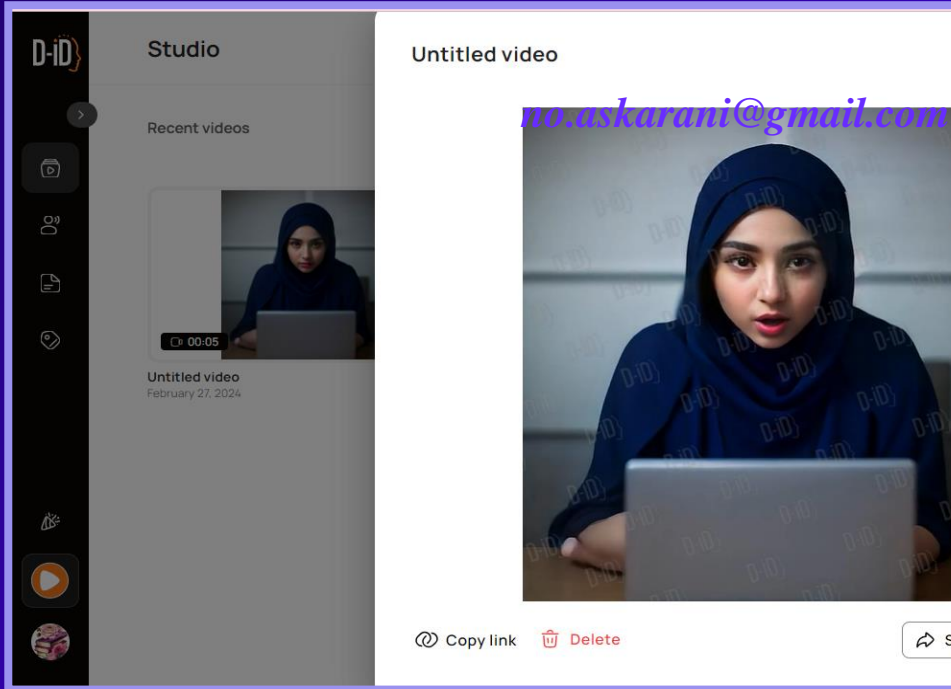 D-iD}
Studio
Untitled video
no.askarani@gmail.com
Recent videos
00:05
Untitled video
February 27, 2024
Copy link
Delete
S